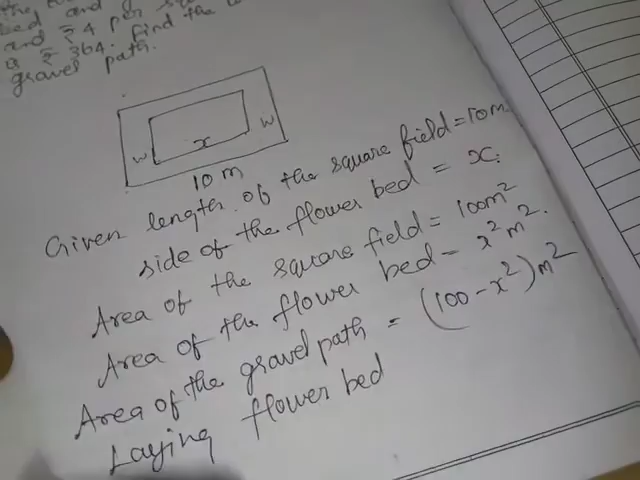 bed and
and ₹4 per
is ₹364. Find the
gravel path.
w x w
10 m
Given length of the square field = 10m
side of the flower bed = x.
Area of the square field = 100m²
Area of the flower bed - x² m².
Area of the gravel path = (100 - x²) m²
Laying flower bed